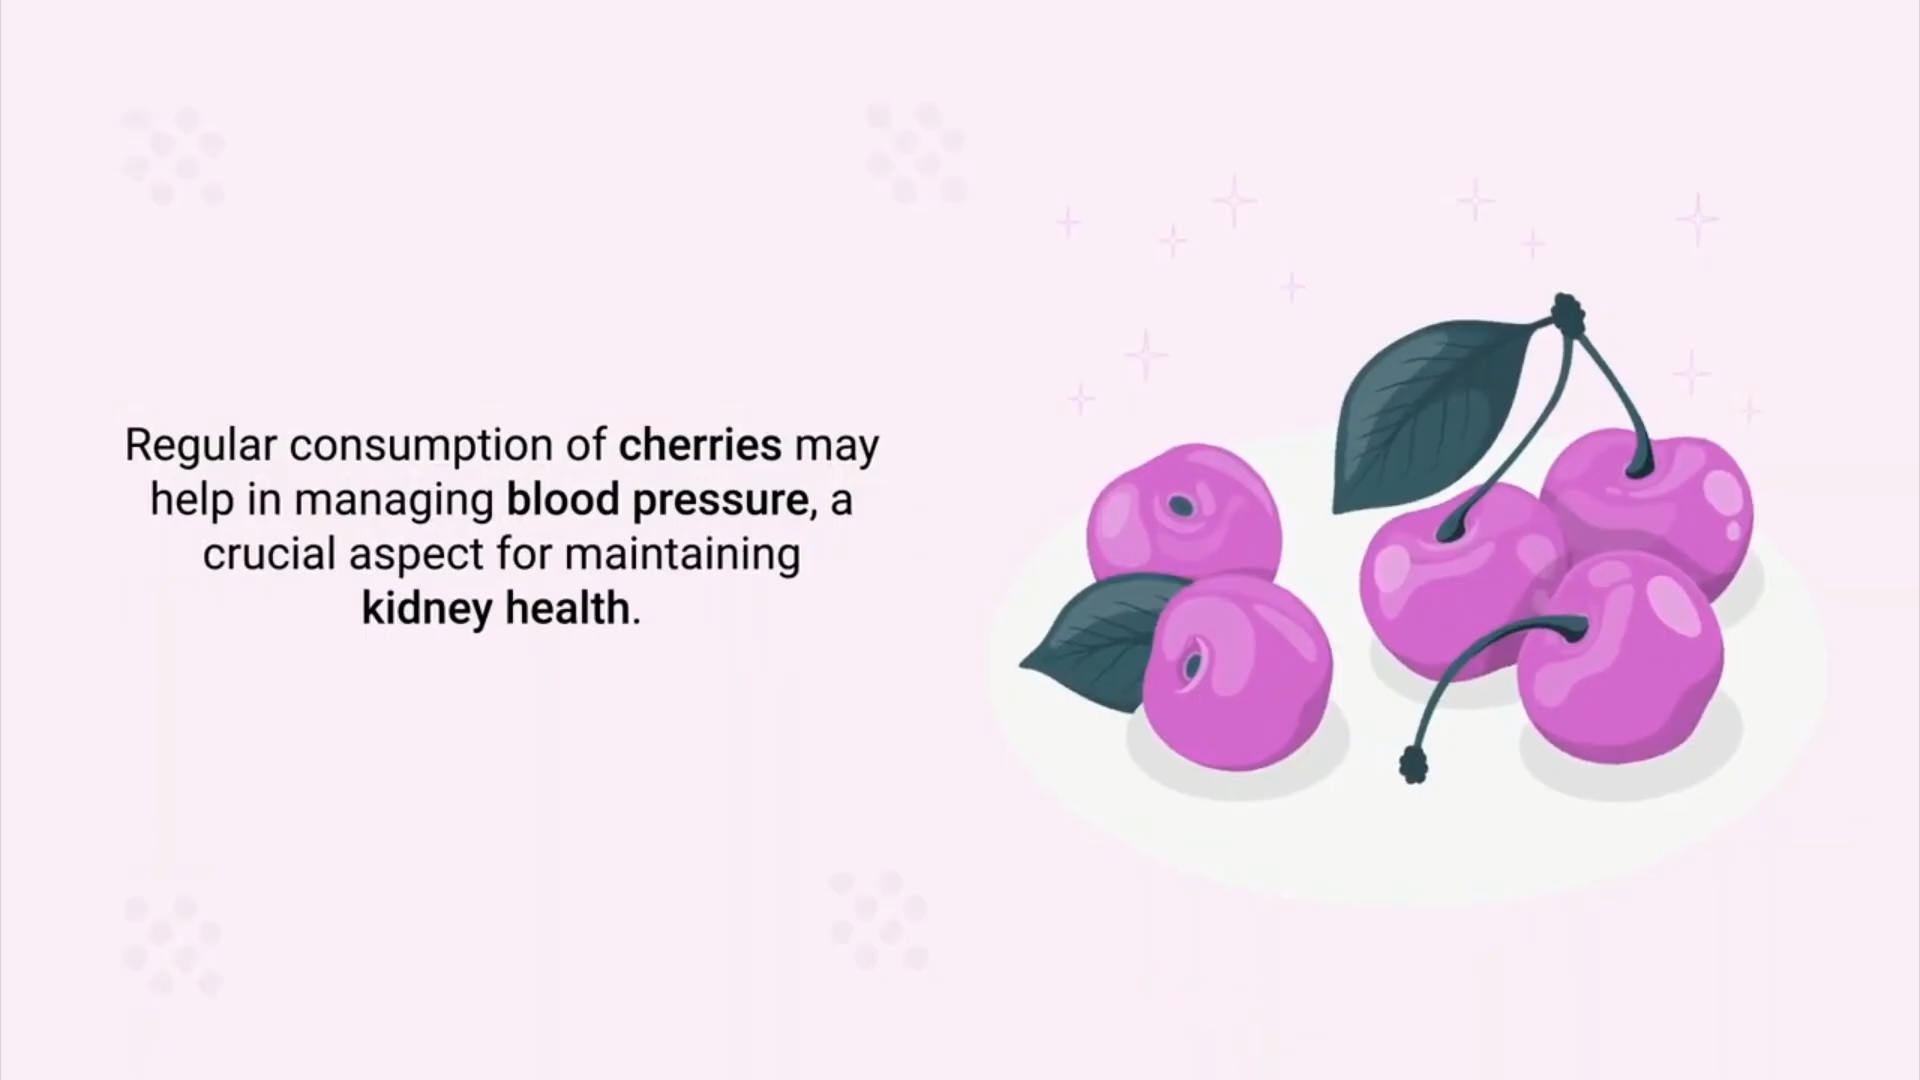 Regular consumption of cherries may
help in managing blood pressure, a
crucial aspect for maintaining
kidney health.